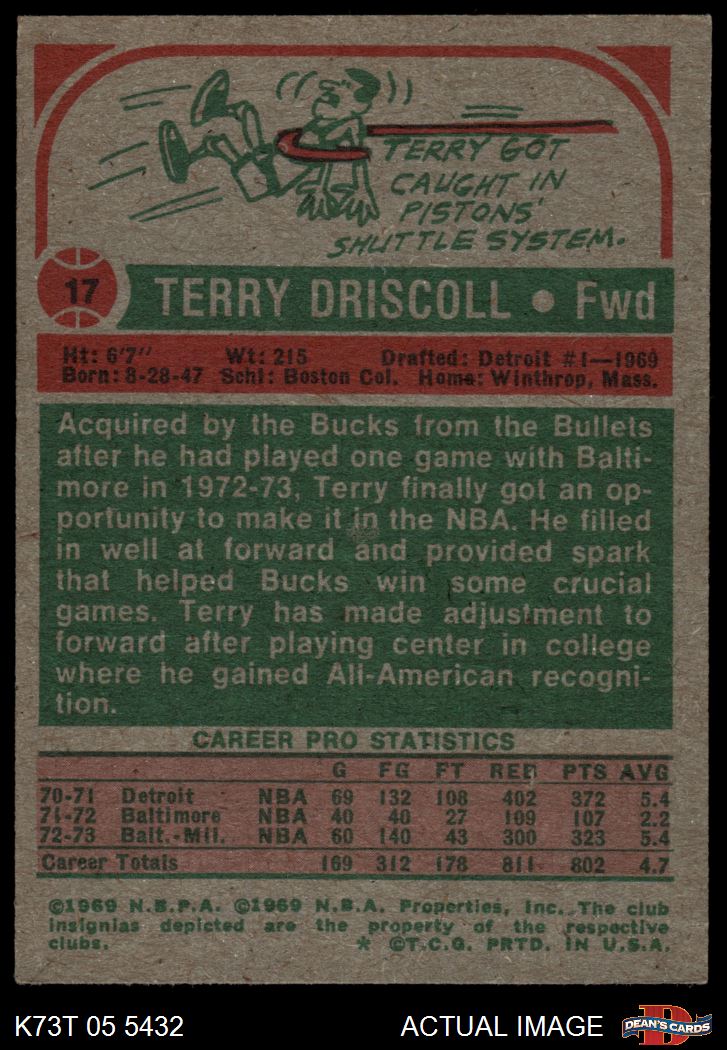 TERRY GOT
CAUGHT IN
PISTONS'
SHUTTLE SYSTEM.
17
TERRY DRISCOLL • Fwd
Ht: 6'7" Wt: 215 Drafted: Detroit #1—1969
Born: 8-28-47 Schl: Boston Col. Home: Winthrop, Mass.
Acquired by the Bucks from the Bullets
after he had played one game with Balti-
more in 1972-73, Terry finally got an op-
portunity to make it in the NBA. He filled
in well at forward and provided spark
that helped Bucks win some crucial
games. Terry has made adjustment to
forward after playing center in college
where he gained All-American recogni-
tion.
CAREER PRO STATISTICS
G FG FT REB PTS AVG
70-71 Detroit NBA 69 132 108 402 372 5.4
71-72 Baltimore NBA 40 40 27 109 107 2.2
72-73 Balt.-Mil. NBA 60 140 43 300 323 5.4
Career Totals 169 312 178 811 802 4.7
©1969 N.B.P.A. ©1969 N.B.A. Properties, Inc. The club
insignias depicted are the property of the respective
clubs. * ©T.C.G. PRTD. IN U.S.A.
K73T 05 5432 ACTUAL IMAGE
D
DEAN'S CARDS